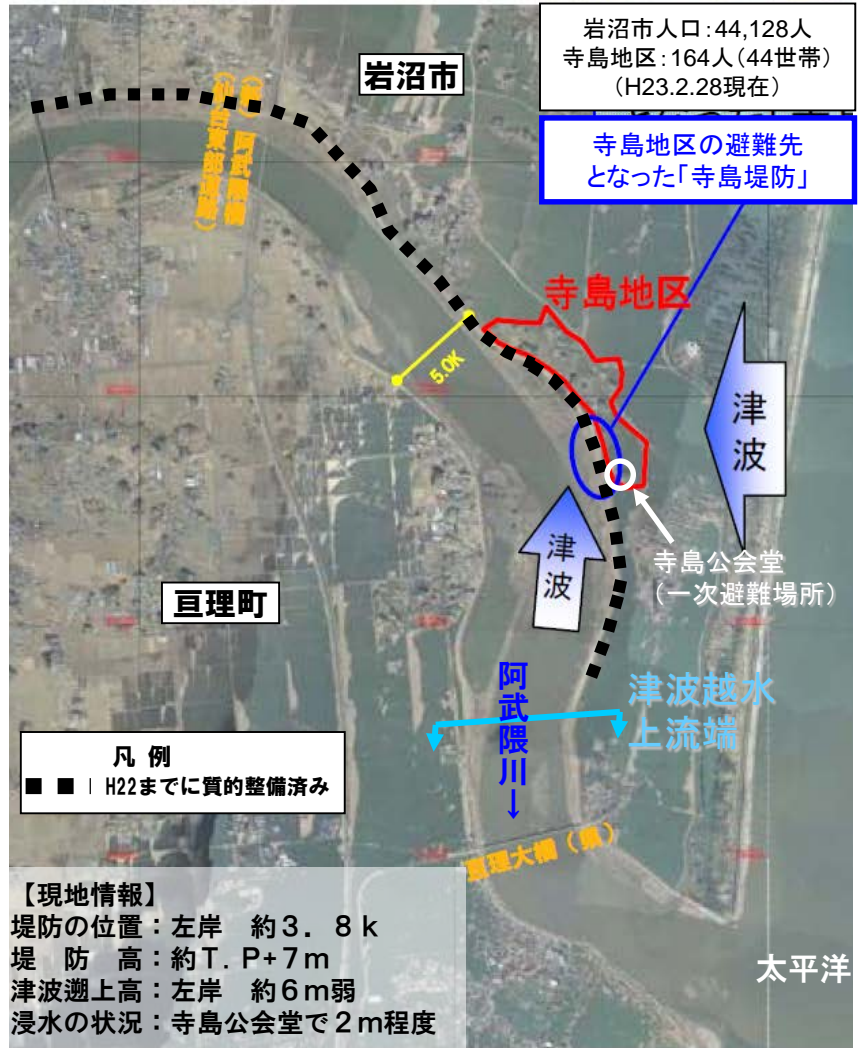 岩沼市人口：44,128人
寺島地区：164人（44世帯）
（H23.2.28現在）
寺島地区の避難先
となった「寺島堤防」
岩沼市
阿武隈橋
寺島地区
5.0K
津波
津波
寺島公会堂
（一次避難場所）
亘理町
阿武隈川→
津波越水
上流端
凡 例
H22までに質的整備済み
亘理大橋（県）
太平洋
【現地情報】
堤防の位置：左岸　約３．８ｋ
堤　防　高：約Ｔ．Ｐ+７ｍ
津波遡上高：左岸　約６ｍ弱
浸水の状況：寺島公会堂で２ｍ程度